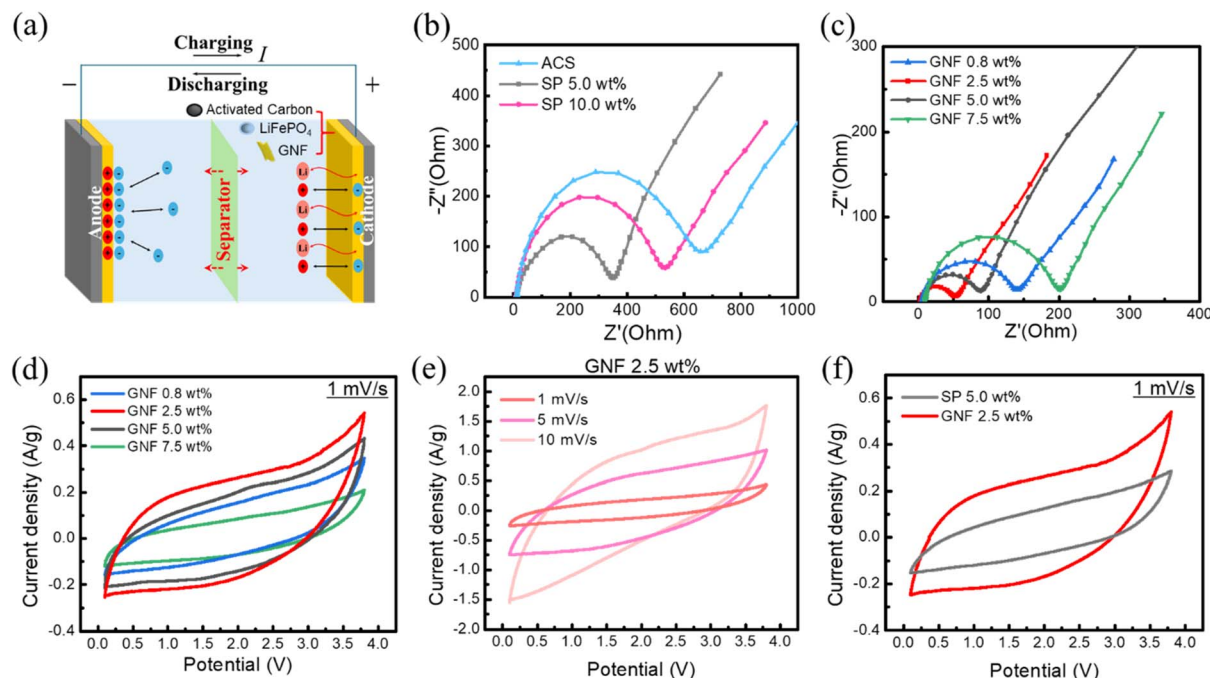 (a)
Charging
I
Discharging
−
+
Activated Carbon
LiFePO4
GNF
Anode
Separator
Cathode
Li
Li
Li
(b)
500
400
300
200
100
0
-Z"(Ohm)
ACS
SP 5.0 wt%
SP 10.0 wt%
0 200 400 600 800 1000
Z'(Ohm)
(c)
300
200
100
0
-Z"(Ohm)
GNF 0.8 wt%
GNF 2.5 wt%
GNF 5.0 wt%
GNF 7.5 wt%
0 100 200 300 400
Z'(Ohm)
(d)
GNF 0.8 wt%
GNF 2.5 wt%
GNF 5.0 wt%
GNF 7.5 wt%
1 mV/s
0.6
0.4
0.2
0.0
-0.2
-0.4
Current density (A/g)
0.0 0.5 1.0 1.5 2.0 2.5 3.0 3.5 4.0
Potential (V)
(e)
GNF 2.5 wt%
1 mV/s
5 mV/s
10 mV/s
2.0
1.5
1.0
0.5
0.0
-0.5
-1.0
-1.5
-2.0
Current density (A/g)
0.0 0.5 1.0 1.5 2.0 2.5 3.0 3.5 4.0
Potential (V)
(f)
SP 5.0 wt%
GNF 2.5 wt%
1 mV/s
0.6
0.4
0.2
0.0
-0.2
-0.4
Current density (A/g)
0.0 0.5 1.0 1.5 2.0 2.5 3.0 3.5 4.0
Potential (V)